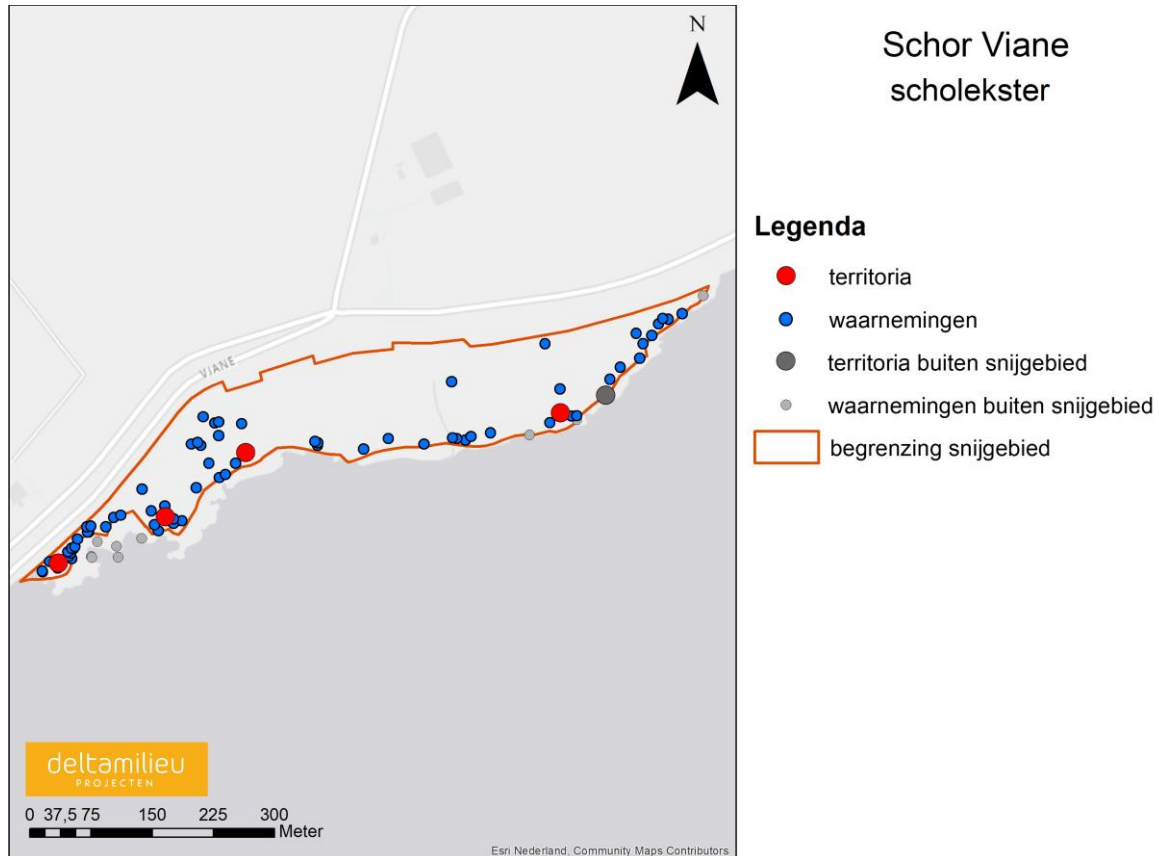 Schor Viane
scholekster
N
VIANE
Legenda
territoria
waarnemingen
territoria buiten snijgebied
waarnemingen buiten snijgebied
begrenzing snijgebied
deltamilieu
PROJECTEN
0 37,5 75 150 225 300
Meter
Esri Nederland, Community Maps Contributors